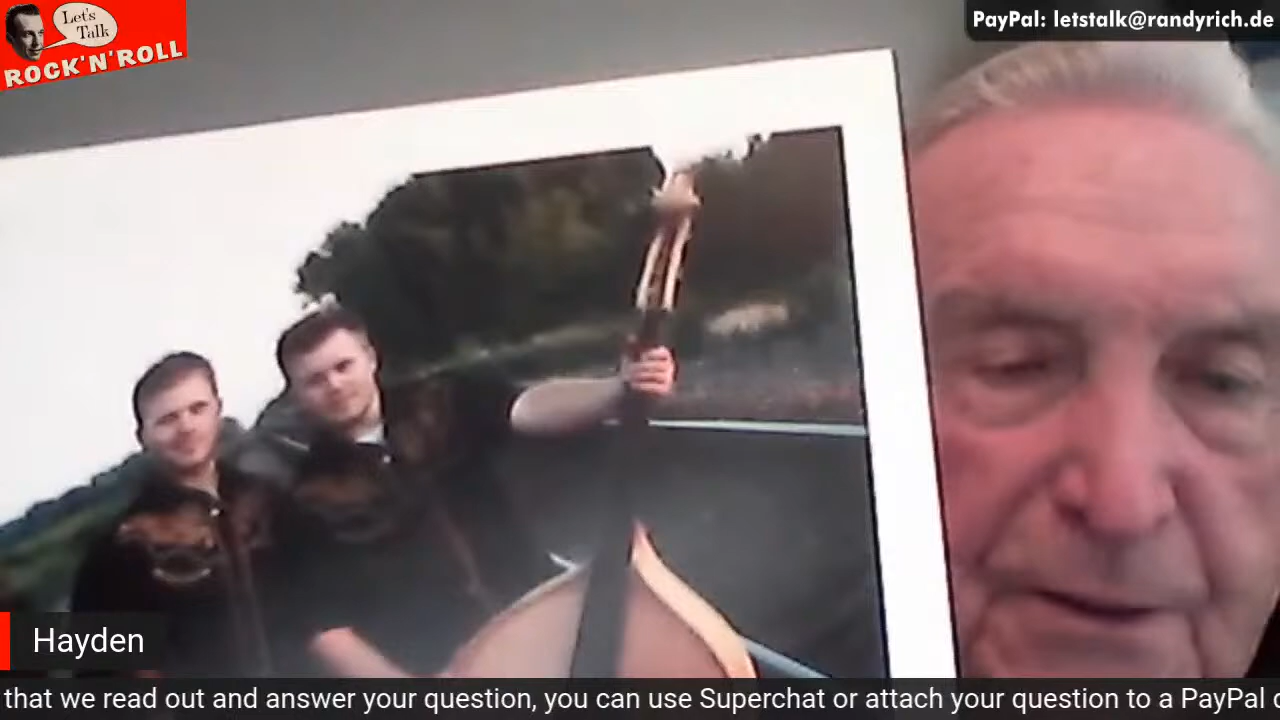 Let's
Talk
ROCK'N'ROLL
PayPal: letstalk@randyrich.de
Hayden
that we read out and answer your question, you can use Superchat or attach your question to a PayPal